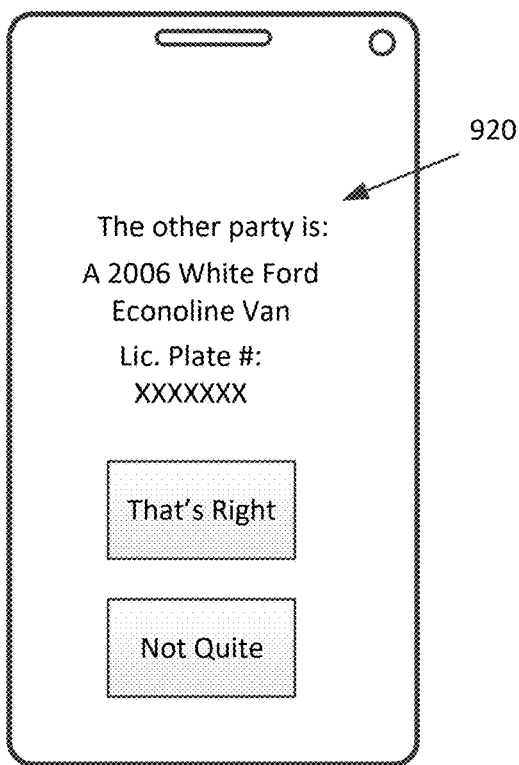 920
The other party is:
A 2006 White Ford
Econoline Van
Lic. Plate #:
XXXXXXX
That's Right
Not Quite